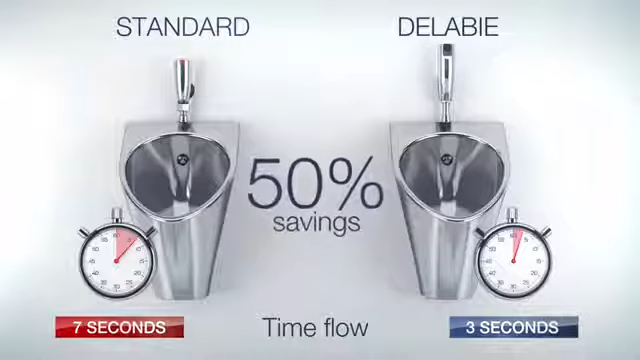 STANDARD
DELABIE
50%
savings
7 SECONDS
Time flow
3 SECONDS